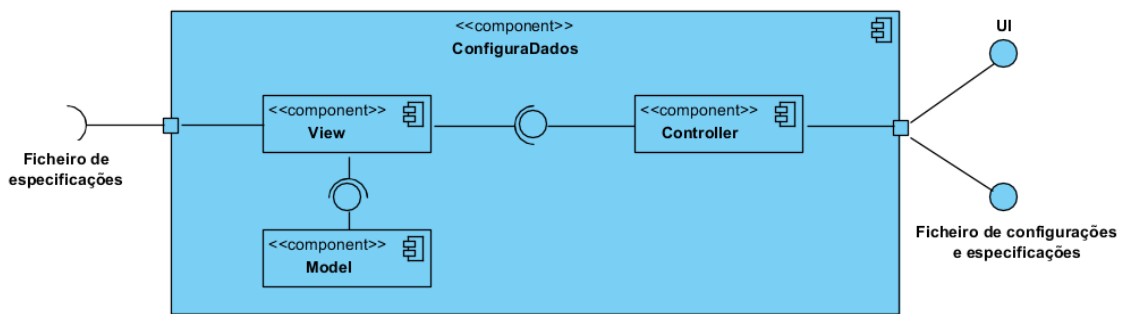 <<component>>
ConfiguraDados
UI
<<component>>
View
<<component>>
Controller
Ficheiro de
especificações
<<component>>
Model
Ficheiro de configurações
e especificações